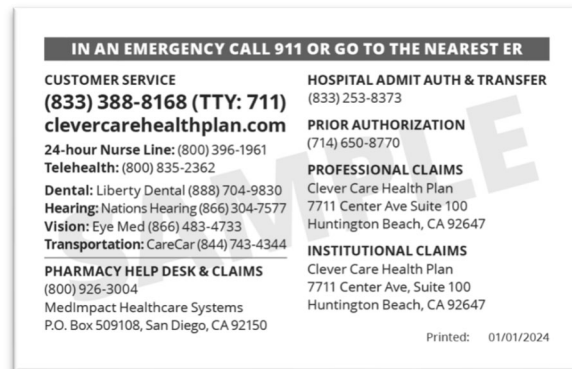 IN AN EMERGENCY CALL 911 OR GO TO THE NEAREST ER
CUSTOMER SERVICE
(833) 388-8168 (TTY: 711)
clevercarehealthplan.com
24-hour Nurse Line: (800) 396-1961
Telehealth: (800) 835-2362
Dental: Liberty Dental (888) 704-9830
Hearing: Nations Hearing (866) 304-7577
Vision: Eye Med (866) 483-4733
Transportation: CareCar (844) 743-4344
PHARMACY HELP DESK & CLAIMS
(800) 926-3004
MedImpact Healthcare Systems
P.O. Box 509108, San Diego, CA 92150
HOSPITAL ADMIT AUTH & TRANSFER
(833) 253-8373
PRIOR AUTHORIZATION
(714) 650-8770
PROFESSIONAL CLAIMS
Clever Care Health Plan
7711 Center Ave Suite 100
Huntington Beach, CA 92647
INSTITUTIONAL CLAIMS
Clever Care Health Plan
7711 Center Ave, Suite 100
Huntington Beach, CA 92647
Printed: 01/01/2024
SAMPLE